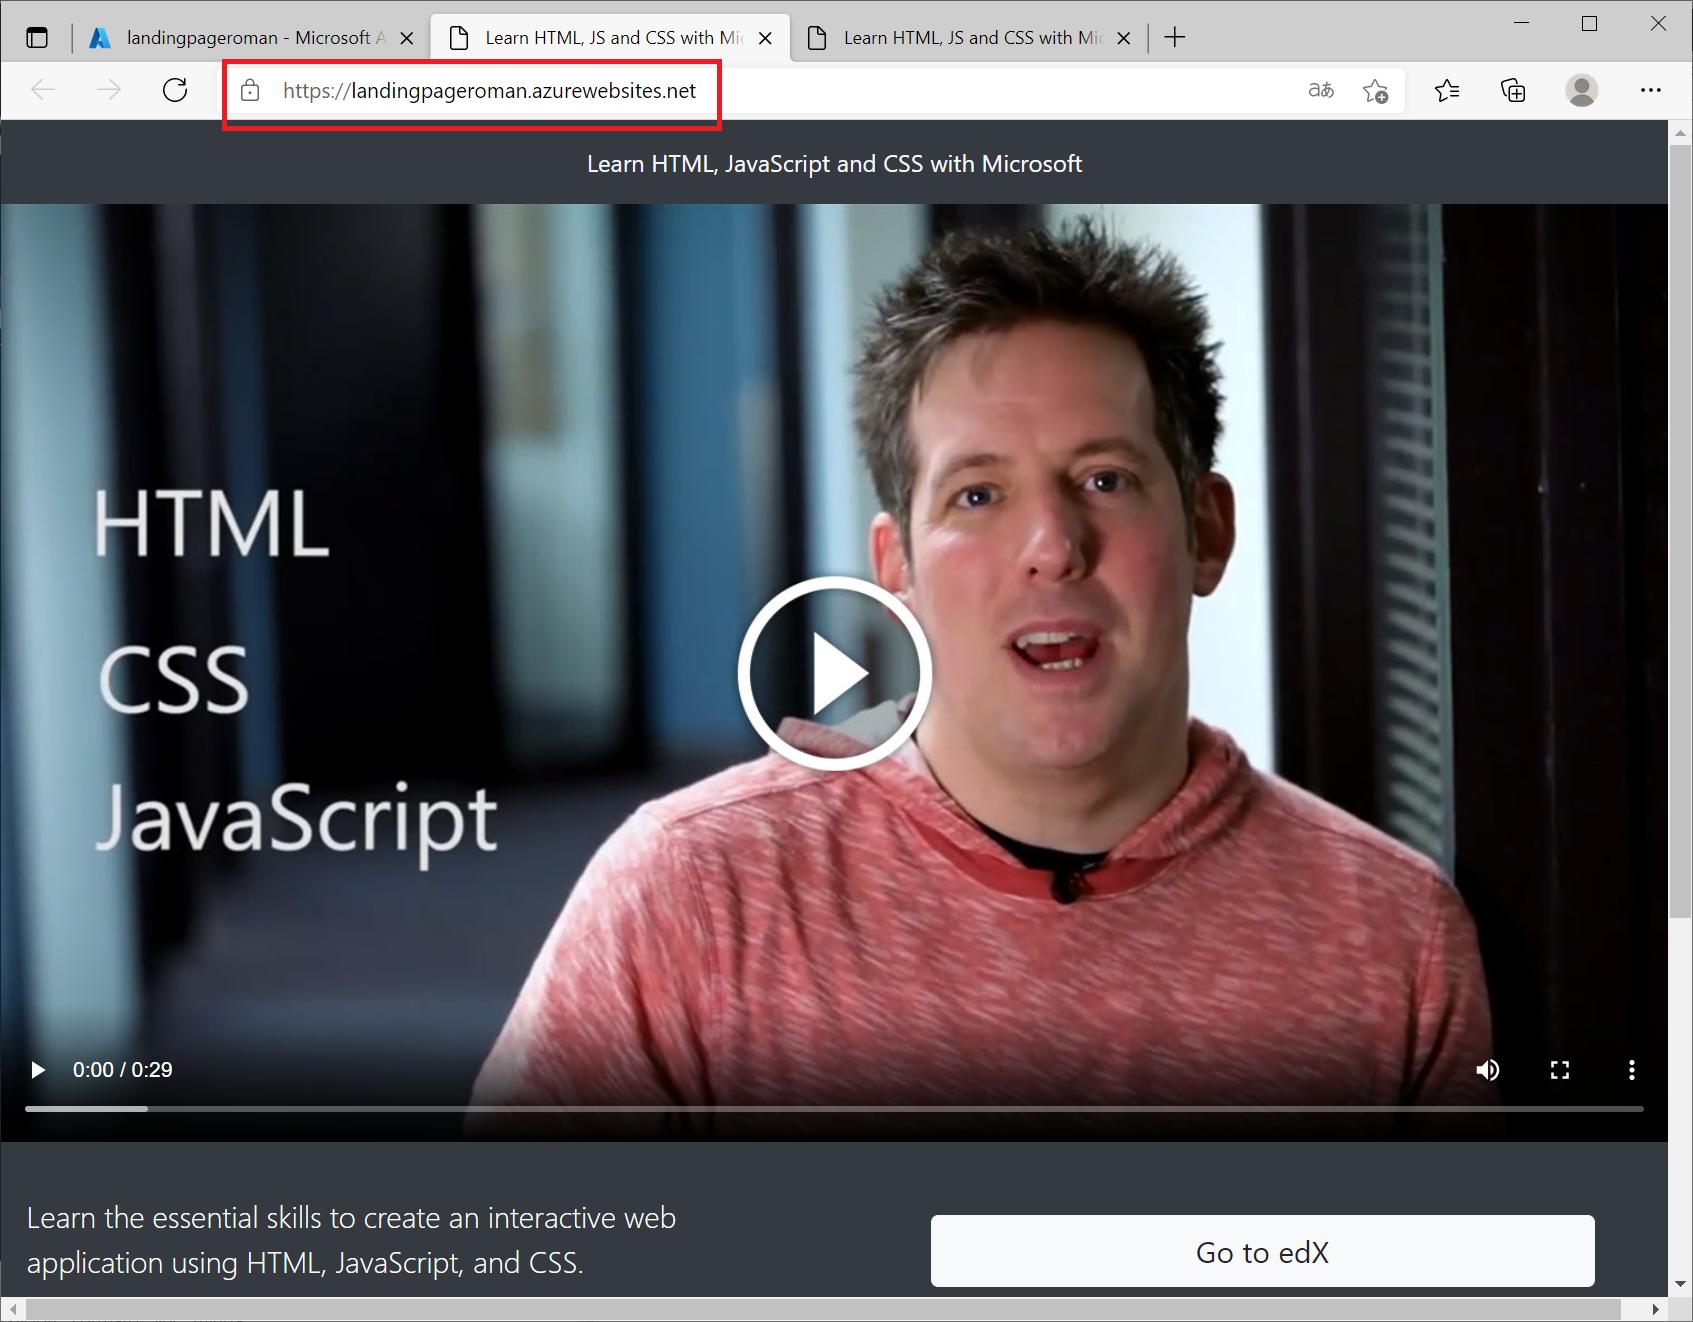 landingpageroman - Microsoft A
Learn HTML, JS and CSS with Mic
Learn HTML, JS and CSS with Mic
https://landingpageroman.azurewebsites.net
aあ
Learn HTML, JavaScript and CSS with Microsoft
HTML
CSS
JavaScript
0:00 / 0:29
Learn the essential skills to create an interactive web
application using HTML, JavaScript, and CSS.
Go to edX